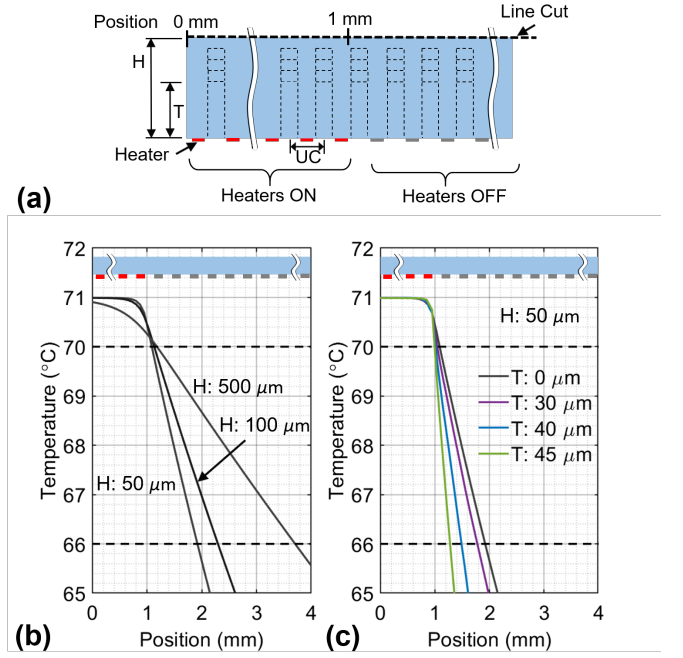 Position 0 mm 1 mm Line Cut
H
T
Heater
UC
Heaters ON Heaters OFF
(a)
72
71
70
69
68
67
66
65
Temperature (°C)
H: 500 μm
H: 100 μm
H: 50 μm
0 1 2 3 4
Position (mm)
(b)
72
71
70
69
68
67
66
65
Temperature (°C)
H: 50 μm
T: 0 μm
T: 30 μm
T: 40 μm
T: 45 μm
0 1 2 3 4
Position (mm)
(c)